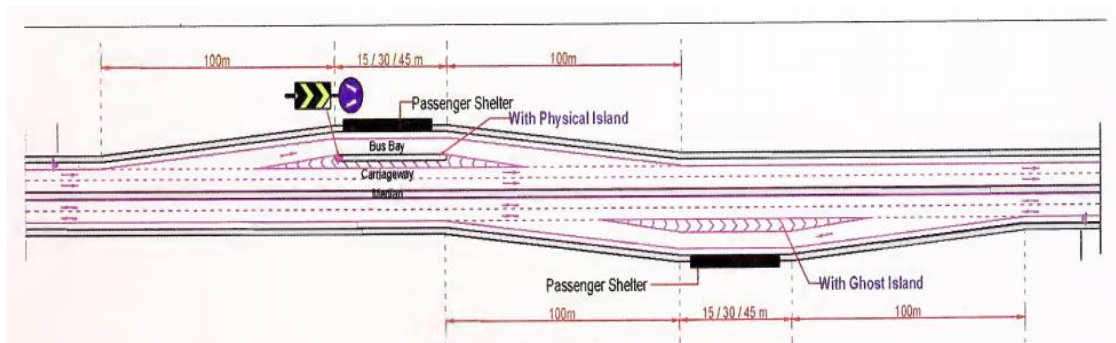 100m
15 / 30 / 45 m
100m
Passenger Shelter
With Physical Island
Bus Bay
Carriageway
Median
Passenger Shelter
With Ghost Island
100m
15 / 30 / 45 m
100m